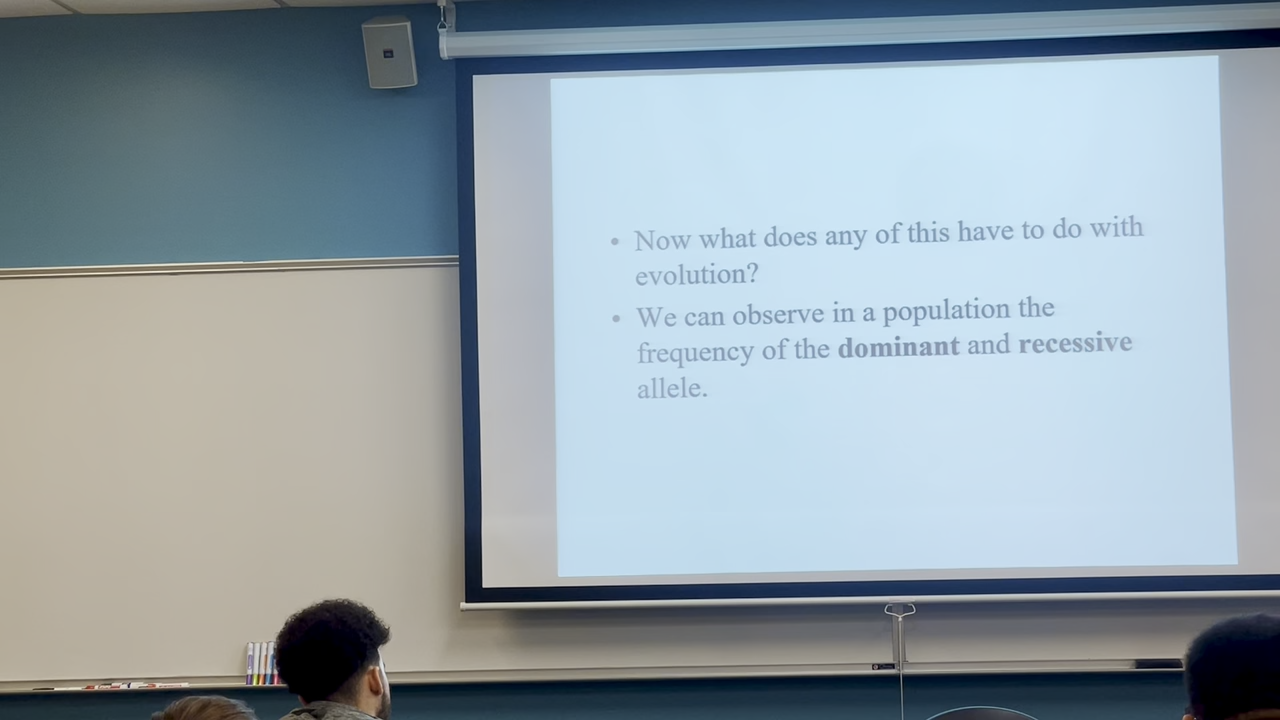 • Now what does any of this have to do with
evolution?
• We can observe in a population the
frequency of the dominant and recessive
allele.